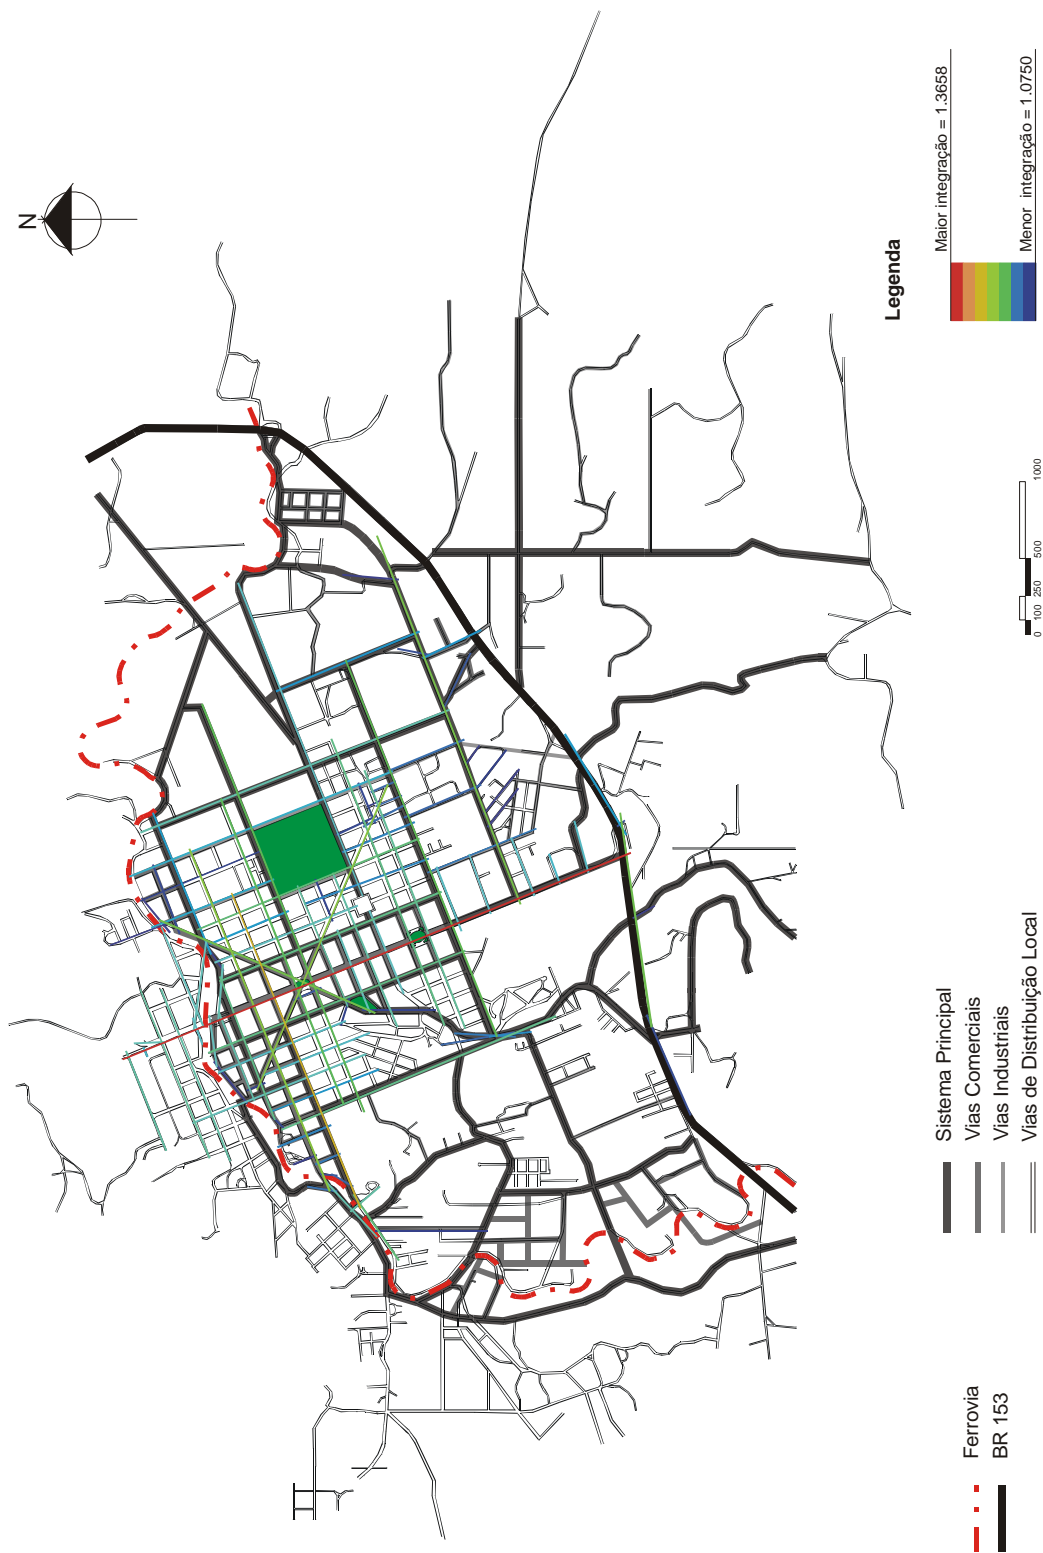 N
Legenda
Maior integração = 1.3658
Menor integração = 1.0750
0 100 250 500 1000
Sistema Principal
Vias Comerciais
Vias Industriais
Vias de Distribuição Local
Ferrovia
BR 153